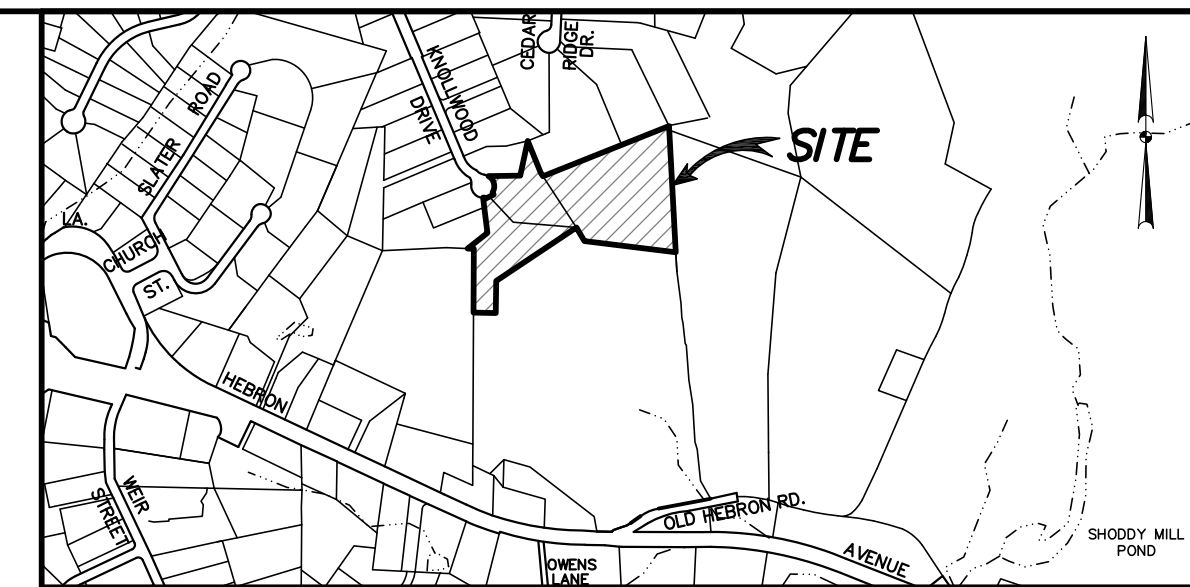 CEDAR
RIDGE
DR.
KNOLLWOOD
DRIVE
SLATER ROAD
SITE
LA.
CHURCH
ST.
HEBRON
WEIR
STREET
OLD HEBRON RD.
OWENS
LANE
AVENUE
SHODDY MILL
POND